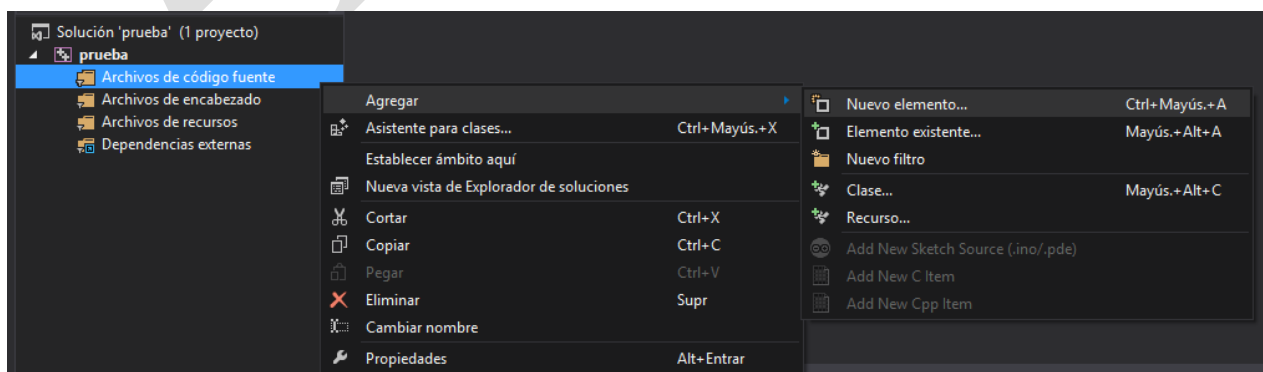 Solución 'prueba' (1 proyecto)
prueba
Archivos de código fuente
Archivos de encabezado
Archivos de recursos
Dependencias externas
Agregar
Asistente para clases... Ctrl+Mayús.+X
Establecer ámbito aquí
Nueva vista de Explorador de soluciones
Cortar Ctrl+X
Copiar Ctrl+C
Pegar Ctrl+V
Eliminar Supr
Cambiar nombre
Propiedades Alt+Entrar
Nuevo elemento... Ctrl+Mayús.+A
Elemento existente... Mayús.+Alt+A
Nuevo filtro
Clase... Mayús.+Alt+C
Recurso...
Add New Sketch Source (.ino/.pde)
Add New C Item
Add New Cpp Item